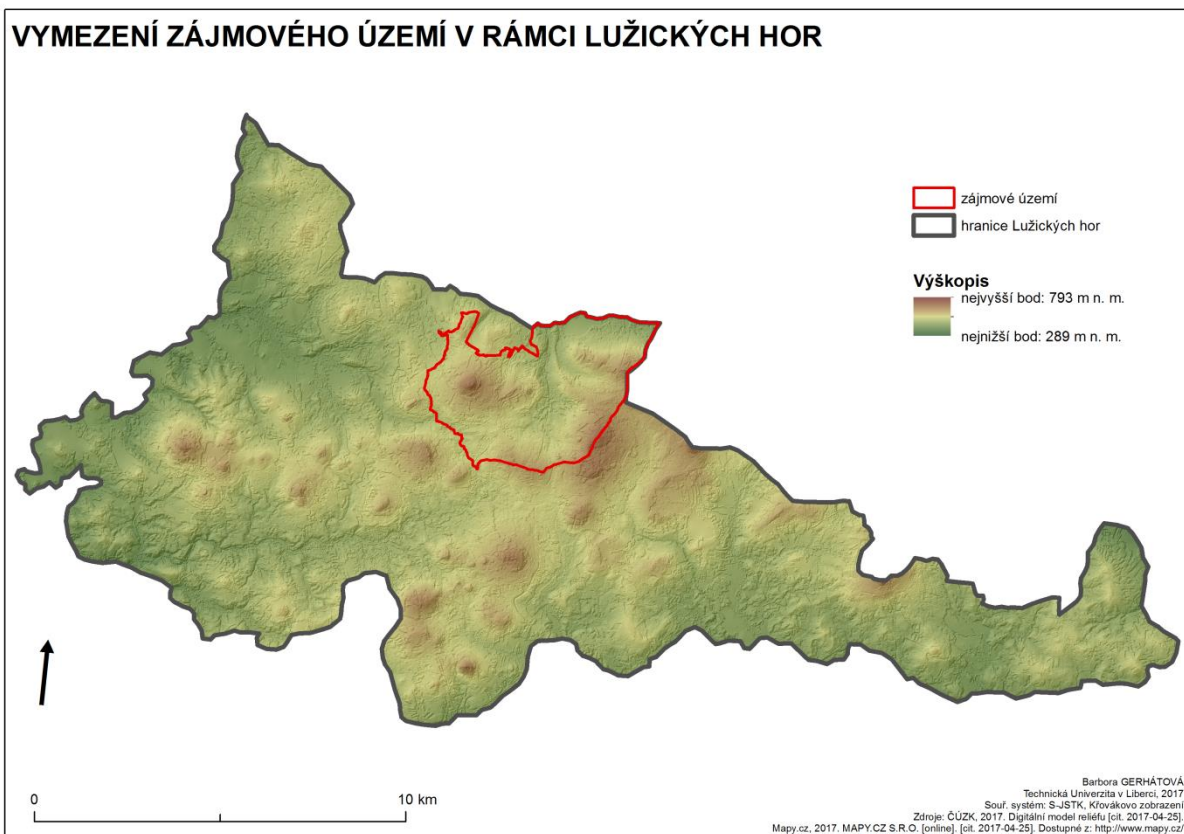 VYMEZENÍ ZÁJMOVÉHO ÚZEMÍ V RÁMCI LUŽICKÝCH HOR
zájmové území
hranice Lužických hor
Výškopis
nejvyšší bod: 793 m n. m.
nejnižší bod: 289 m n. m.
0
10 km
Barbora GERHÁTOVÁ
Technická Univerzita v Liberci, 2017
Souř. systém: S-JSTK, Křovákovo zobrazení
Zdroje: ČÚZK, 2017. Digitální model reliéfu [cit. 2017-04-25].
Mapy.cz, 2017. MAPY.CZ S.R.O. [online]. [cit. 2017-04-25]. Dostupné z: http://www.mapy.cz/